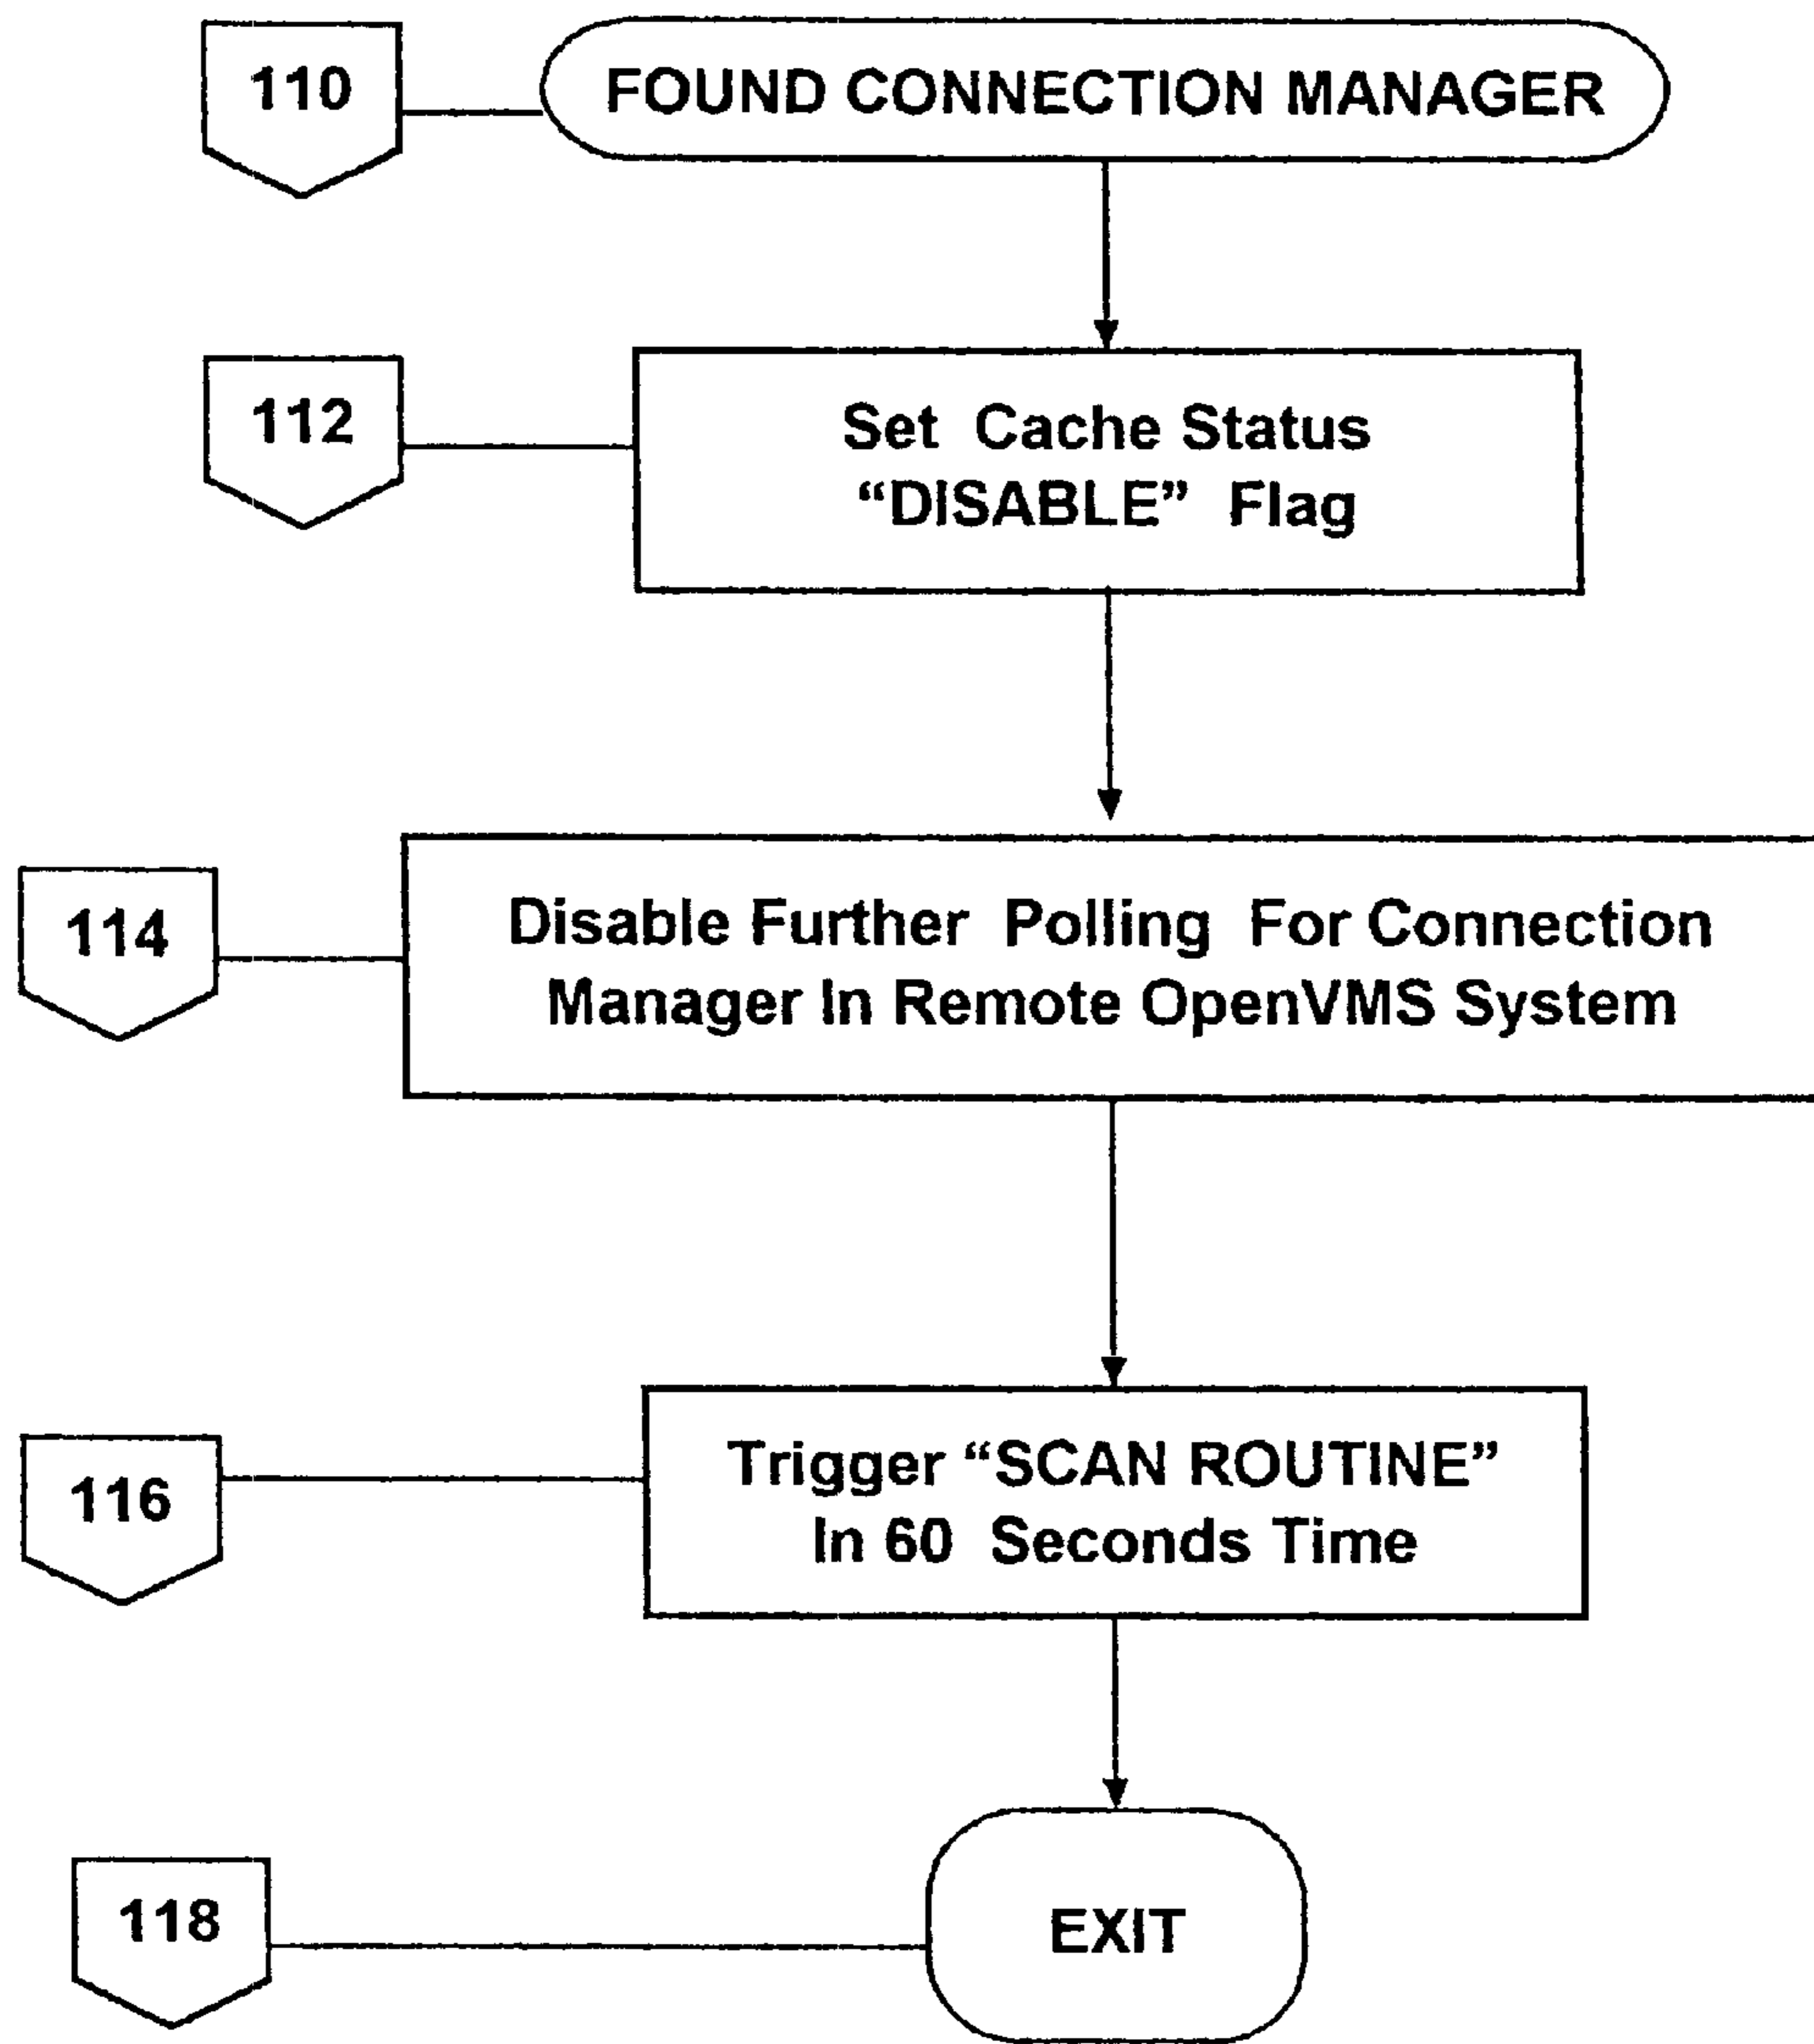 110
FOUND CONNECTION MANAGER
112
Set Cache Status
“DISABLE” Flag
114
Disable Further Polling For Connection
Manager In Remote OpenVMS System
116
Trigger “SCAN ROUTINE”
In 60 Seconds Time
118
EXIT